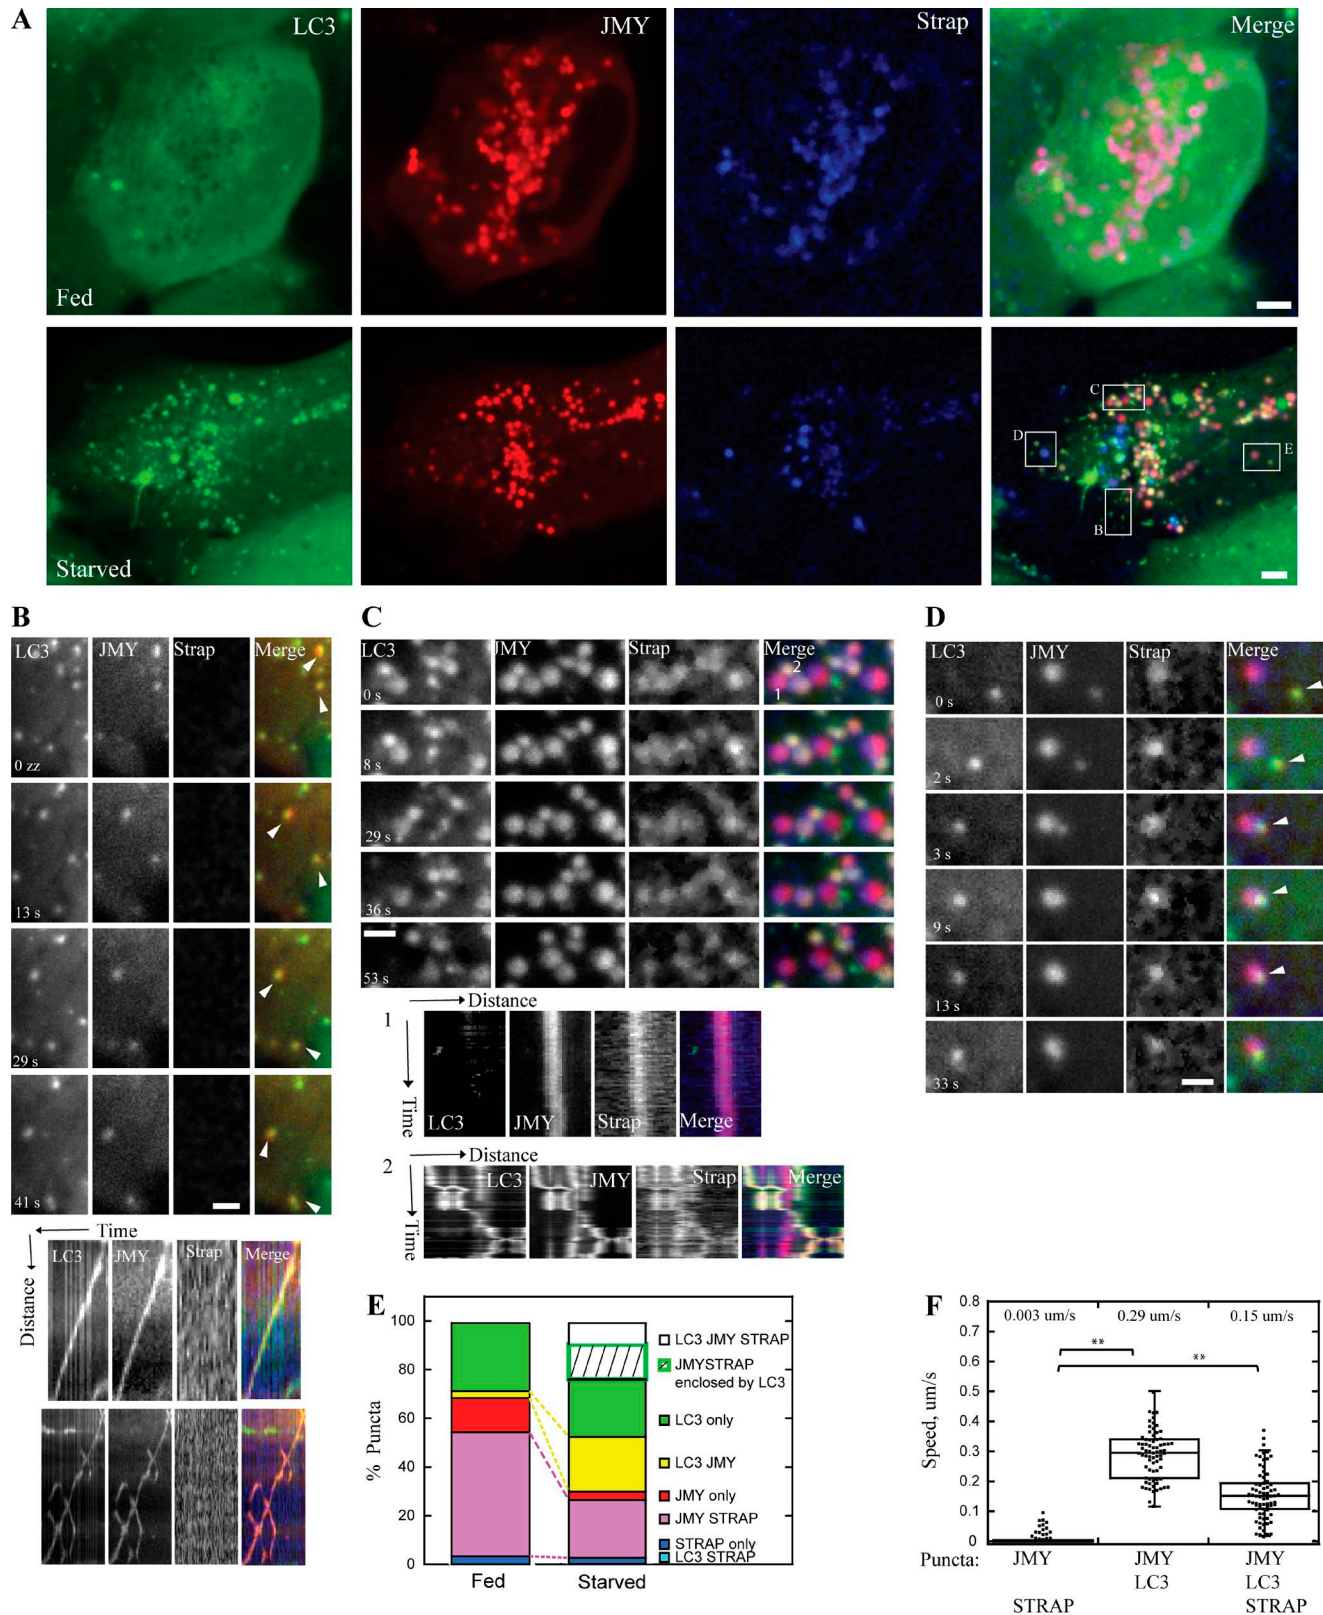 A
LC3
JMY
Strap
Merge
Fed
Starved
C
D
E
B
B
LC3
JMY
Strap
Merge
0 zz
13 s
29 s
41 s
Time
Distance
LC3
JMY
Strap
Merge
C
LC3
JMY
Strap
Merge
2
1
0 s
8 s
29 s
36 s
53 s
Distance
1
Time
LC3
JMY
Strap
Merge
Distance
2
Time
LC3
JMY
Strap
Merge
D
LC3
JMY
Strap
Merge
0 s
2 s
3 s
9 s
13 s
33 s
E
% Puncta
100
80
60
40
20
0
Fed
Starved
LC3 JMY STRAP
JMYSTRAP
enclosed by LC3
LC3 only
LC3 JMY
JMY only
JMY STRAP
STRAP only
LC3 STRAP
F
Speed, um/s
0.8
0.7
0.6
0.5
0.4
0.3
0.2
0.1
0
0.003 um/s
0.29 um/s
0.15 um/s
**
**
Puncta:
JMY
JMY
JMY
LC3
LC3
STRAP
STRAP